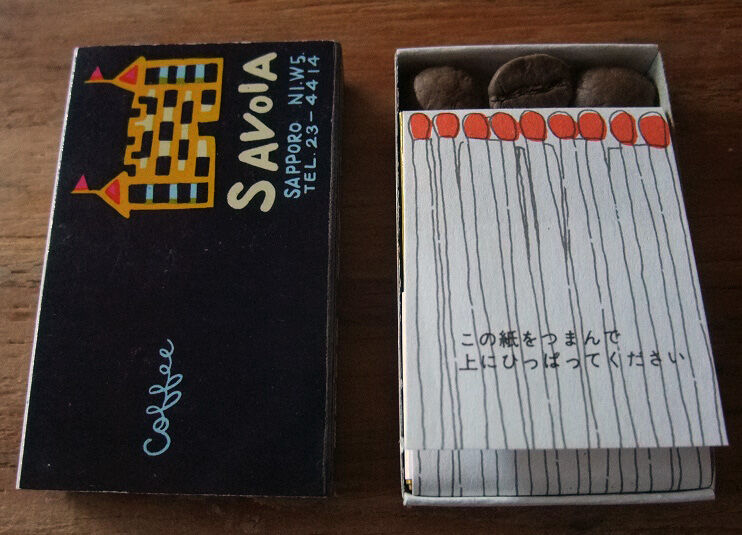 SAVOIA
SAPPORO N1.W5.
TEL.23-4414
coffee
この紙をつまんで
上にひっぱってください